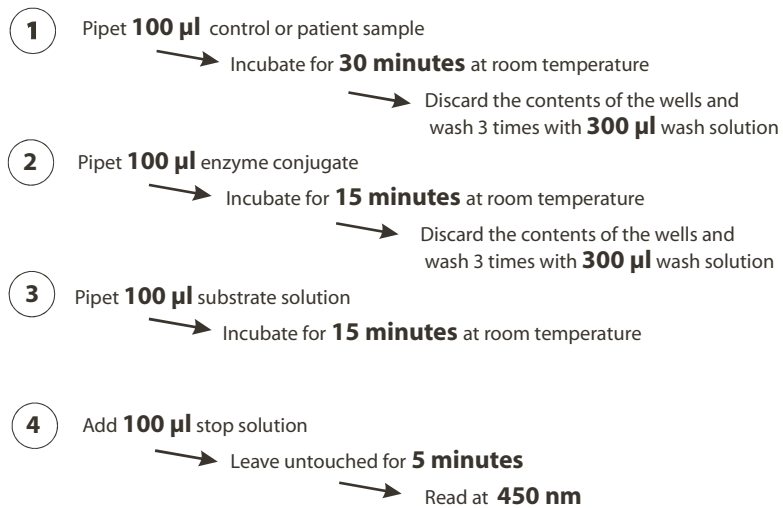 1 Pipet 100 µl control or patient sample
Incubate for 30 minutes at room temperature
Discard the contents of the wells and
wash 3 times with 300 µl wash solution
2 Pipet 100 µl enzyme conjugate
Incubate for 15 minutes at room temperature
Discard the contents of the wells and
wash 3 times with 300 µl wash solution
3 Pipet 100 µl substrate solution
Incubate for 15 minutes at room temperature
4 Add 100 µl stop solution
Leave untouched for 5 minutes
Read at 450 nm